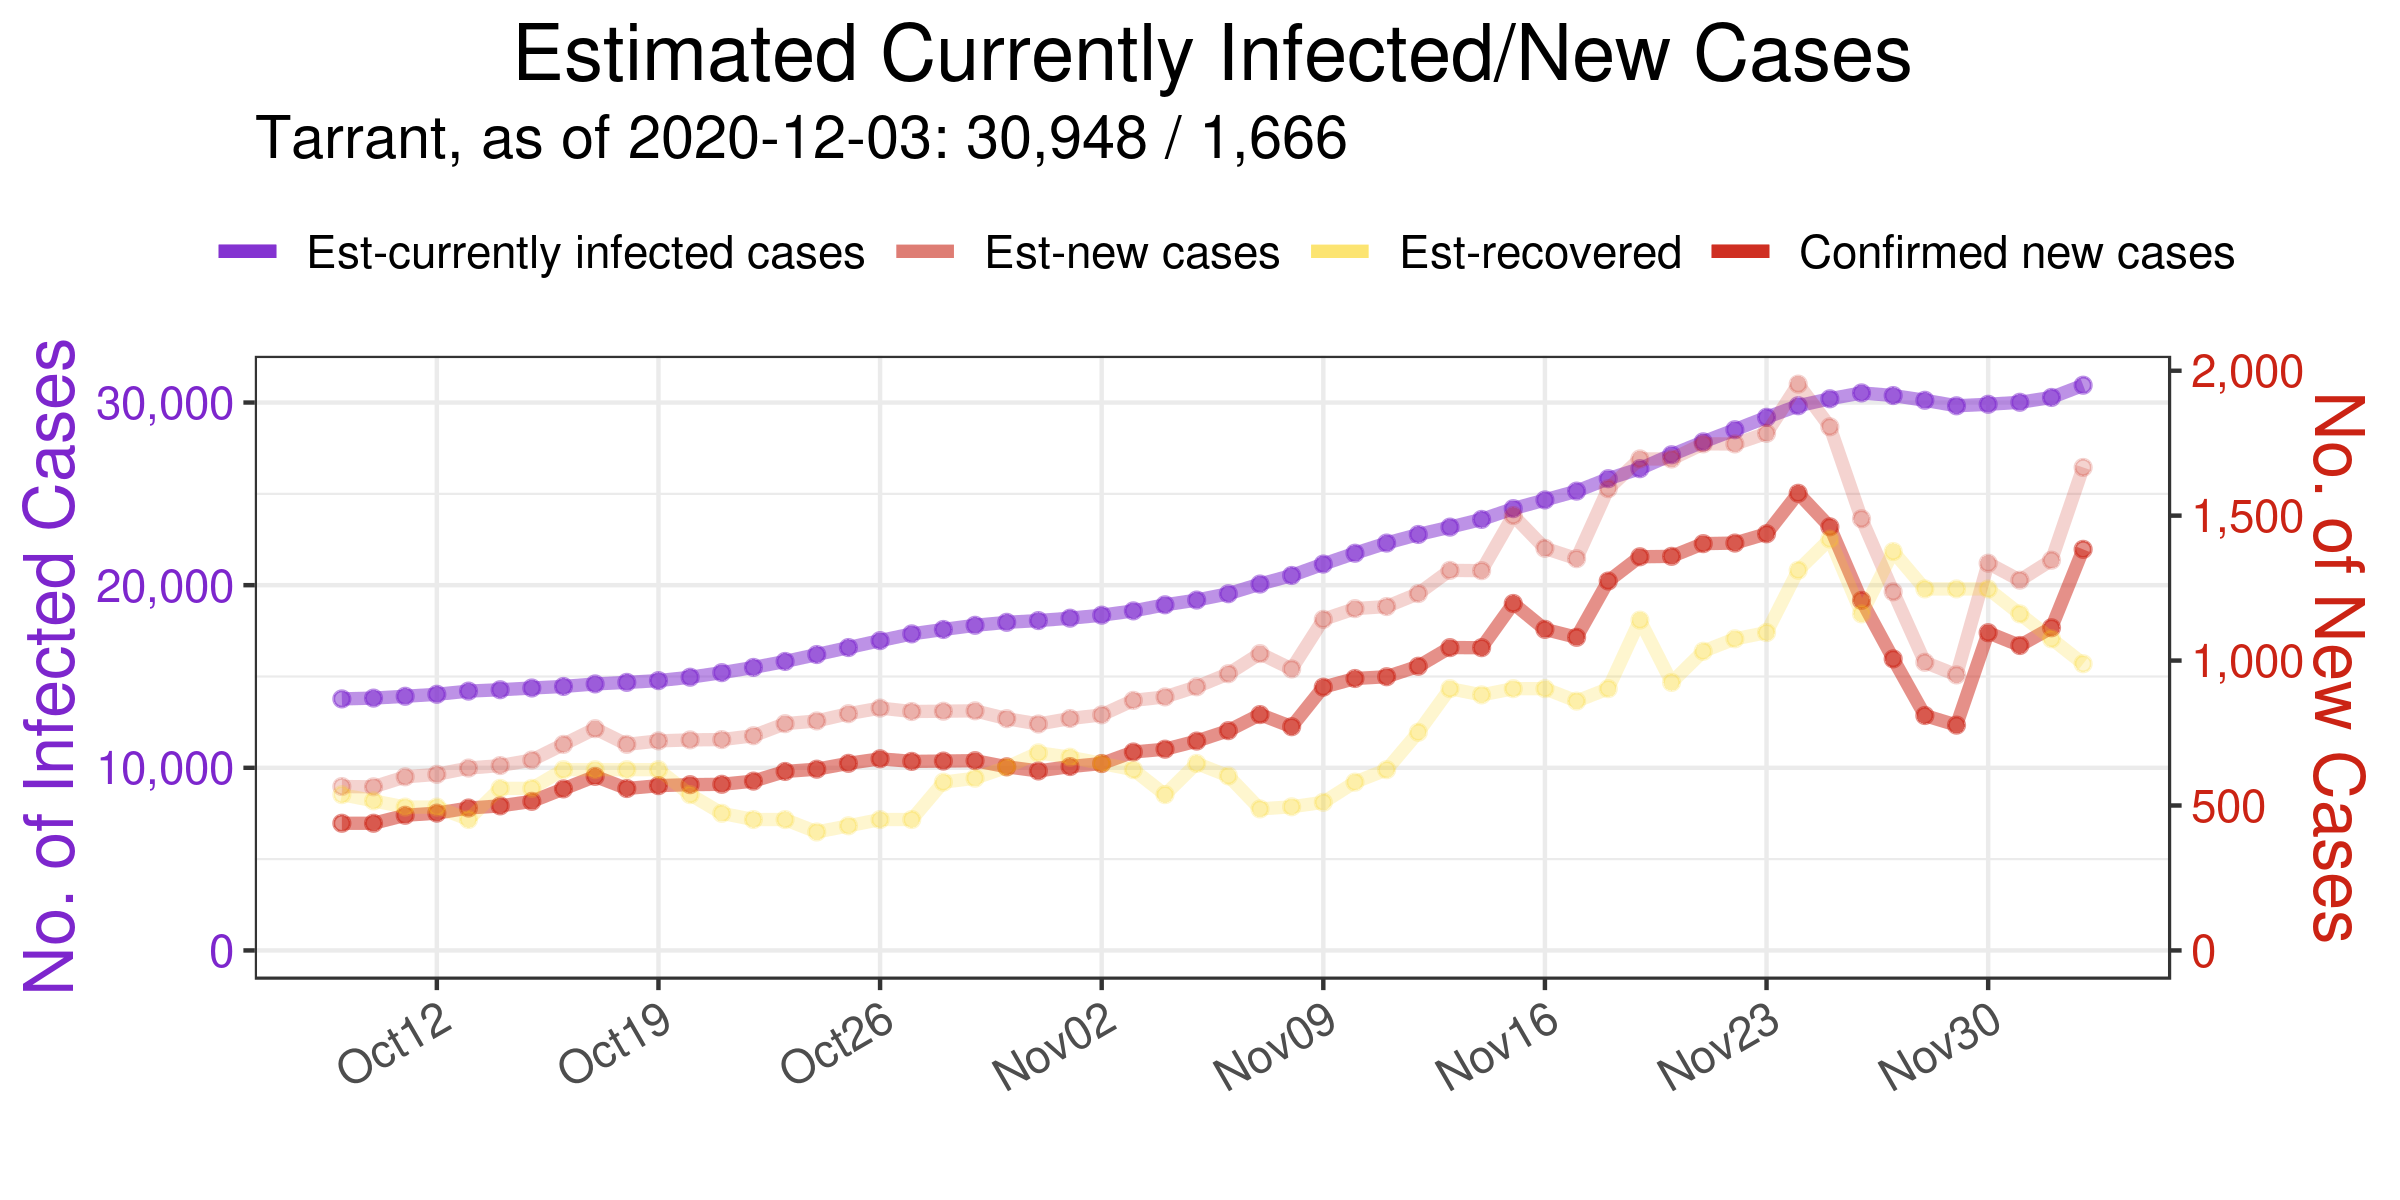 Estimated Currently Infected/New Cases
Tarrant, as of 2020-12-03: 30,948 / 1,666
Est-currently infected cases Est-new cases Est-recovered Confirmed new cases
No. of Infected Cases
30,000
20,000
10,000
0
2,000
1,500
1,000
500
0
No. of New Cases
Oct12 Oct19 Oct26 Nov02 Nov09 Nov16 Nov23 Nov30